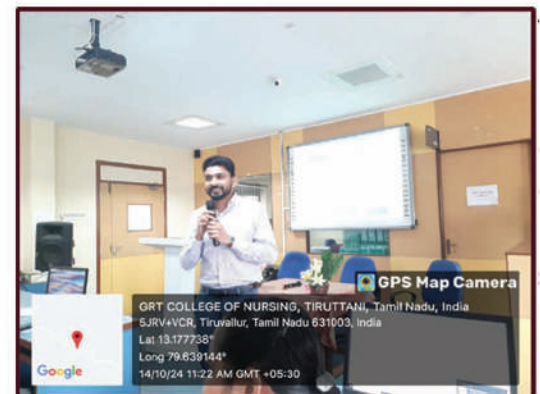 GPS Map Camera
GRT COLLEGE OF NURSING, TIRUTTANI, Tamil Nadu, India
5JRV+VCR, Tiruvallur, Tamil Nadu 631003, India
Lat 13.177738°
Long 79.639144°
14/10/24 11:22 AM GMT +05:30
Google